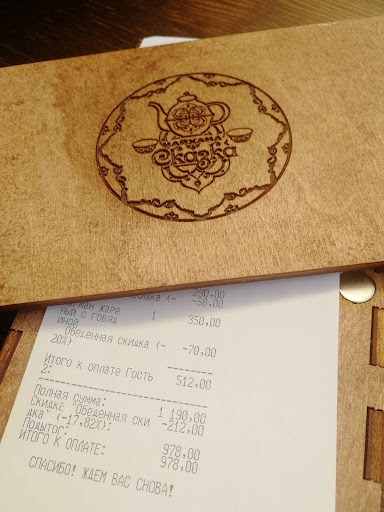 ЧАЙХАНА
Сказка
скидка (- 290,00
-58,00
ман жаре
ный с говяд 1 350,00
иной
Обеденная скидка (- -70,00
20%)
Итого к оплате Гость
2: 512,00
Полная сумма: 1 190,00
Скидка "Обеденная ски
дка" (-17,82%): -212,00
Подытог: 978,00
ИТОГО К ОПЛАТЕ: 978,00
СПАСИБО! ЖДЕМ ВАС СНОВА!